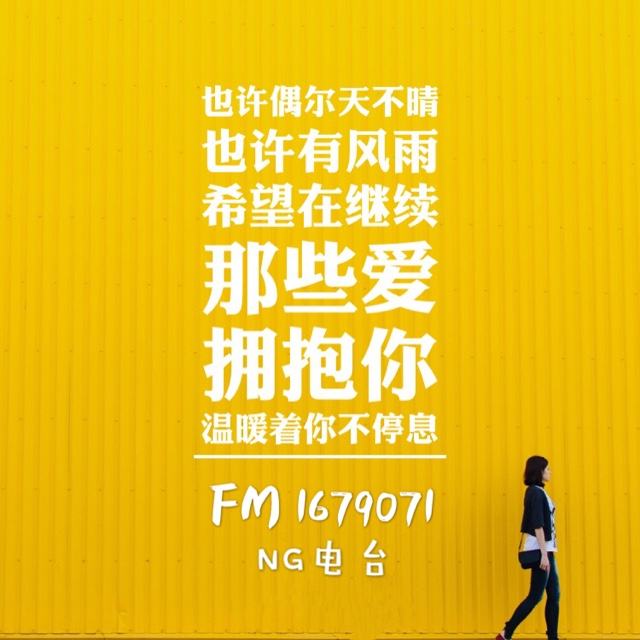 也许偶尔天不晴
也许有风雨
希望在继续
那些爱
拥抱你
温暖着你不停息
FM 1679071
NG电台